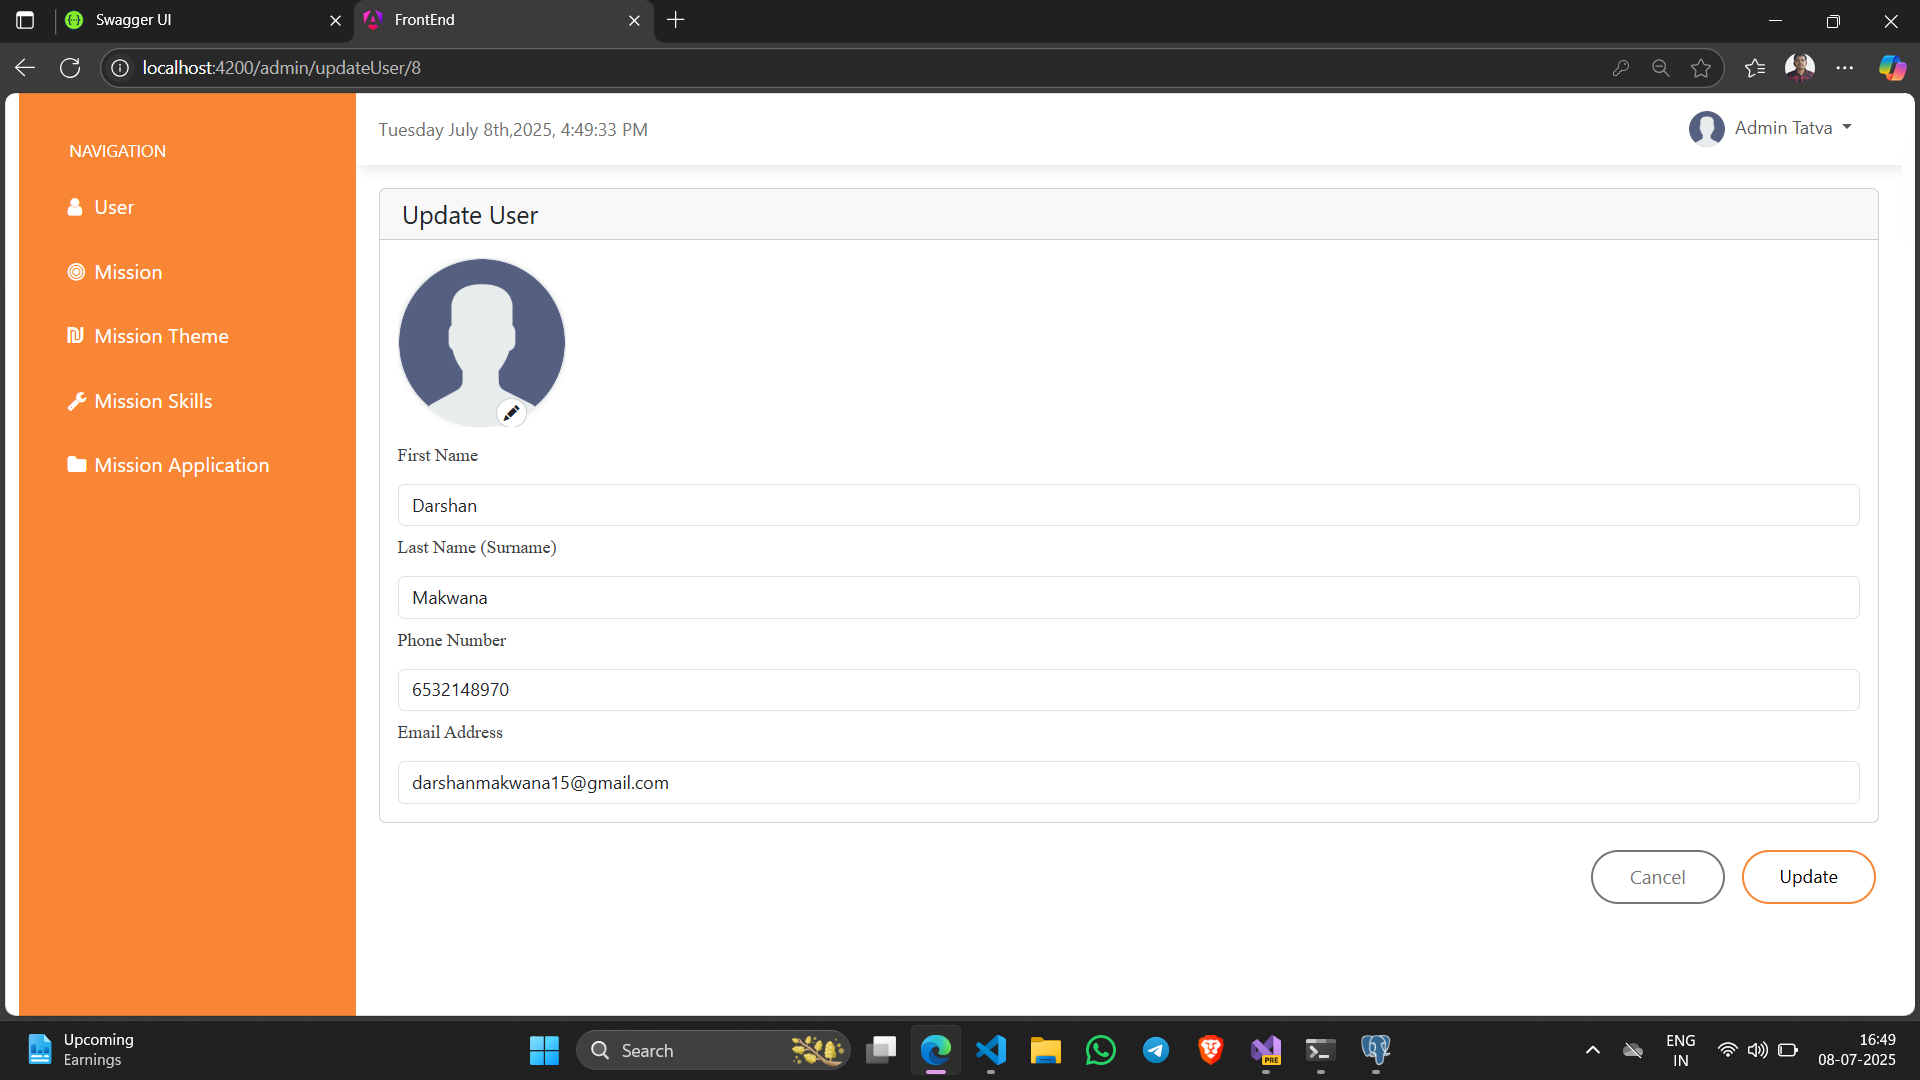 Swagger UI
FrontEnd
localhost:4200/admin/updateUser/8
NAVIGATION
User
Mission
Mission Theme
Mission Skills
Mission Application
Tuesday July 8th,2025, 4:49:33 PM
Admin Tatva
Update User
First Name
Darshan
Last Name (Surname)
Makwana
Phone Number
6532148970
Email Address
darshanmakwana15@gmail.com
Cancel
Update
Upcoming
Earnings
Search
PRE
ENG
IN
16:49
08-07-2025